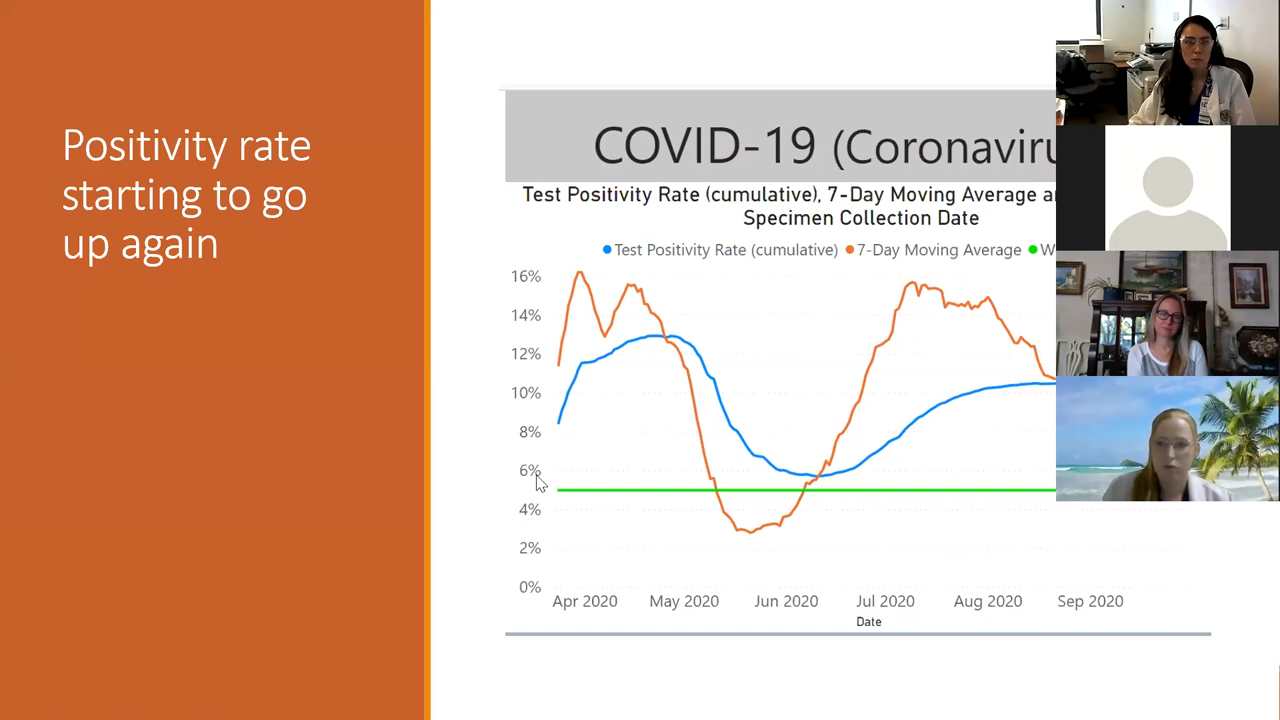 Positivity rate
starting to go
up again
COVID-19 (Coronaviru
Test Positivity Rate (cumulative), 7-Day Moving Average a
Specimen Collection Date
Test Positivity Rate (cumulative)
7-Day Moving Average
W
16%
14%
12%
10%
8%
6%
4%
2%
0%
Apr 2020
May 2020
Jun 2020
Jul 2020
Aug 2020
Sep 2020
Date